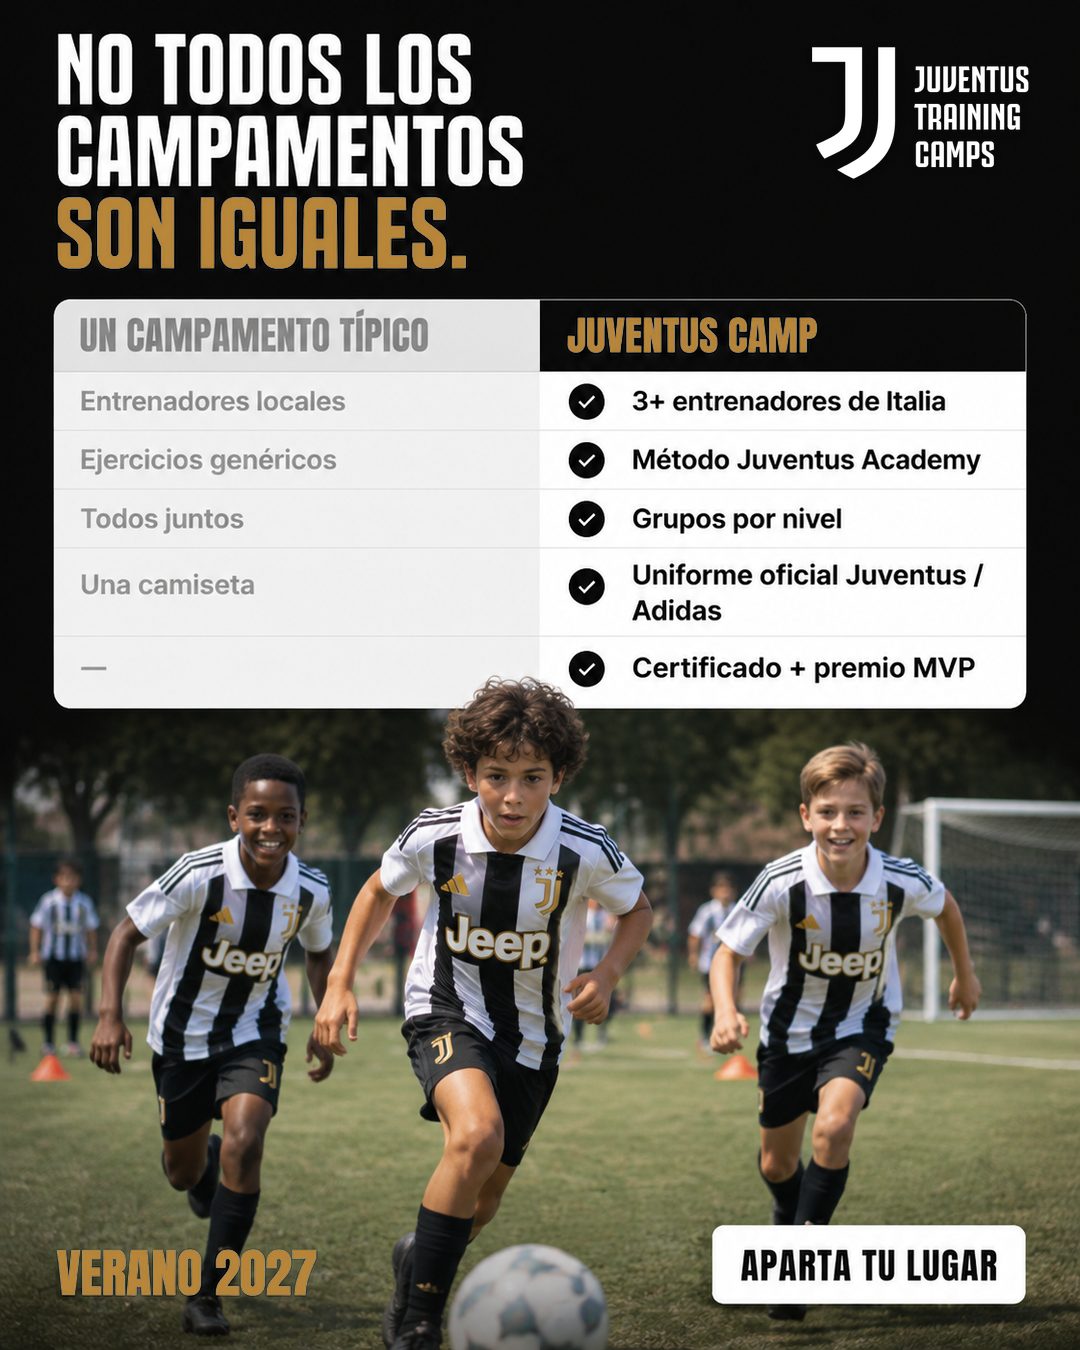 NO TODOS LOS
CAMPAMENTOS
SON IGUALES.
JUVENTUS
TRAINING
CAMPS
UN CAMPAMENTO TÍPICO
JUVENTUS CAMP
Entrenadores locales
3+ entrenadores de Italia
Ejercicios genéricos
Método Juventus Academy
Todos juntos
Grupos por nivel
Una camiseta
Uniforme oficial Juventus /
Adidas
—
Certificado + premio MVP
Jeep
Jeep
Jeep
VERANO 2027
APARTA TU LUGAR